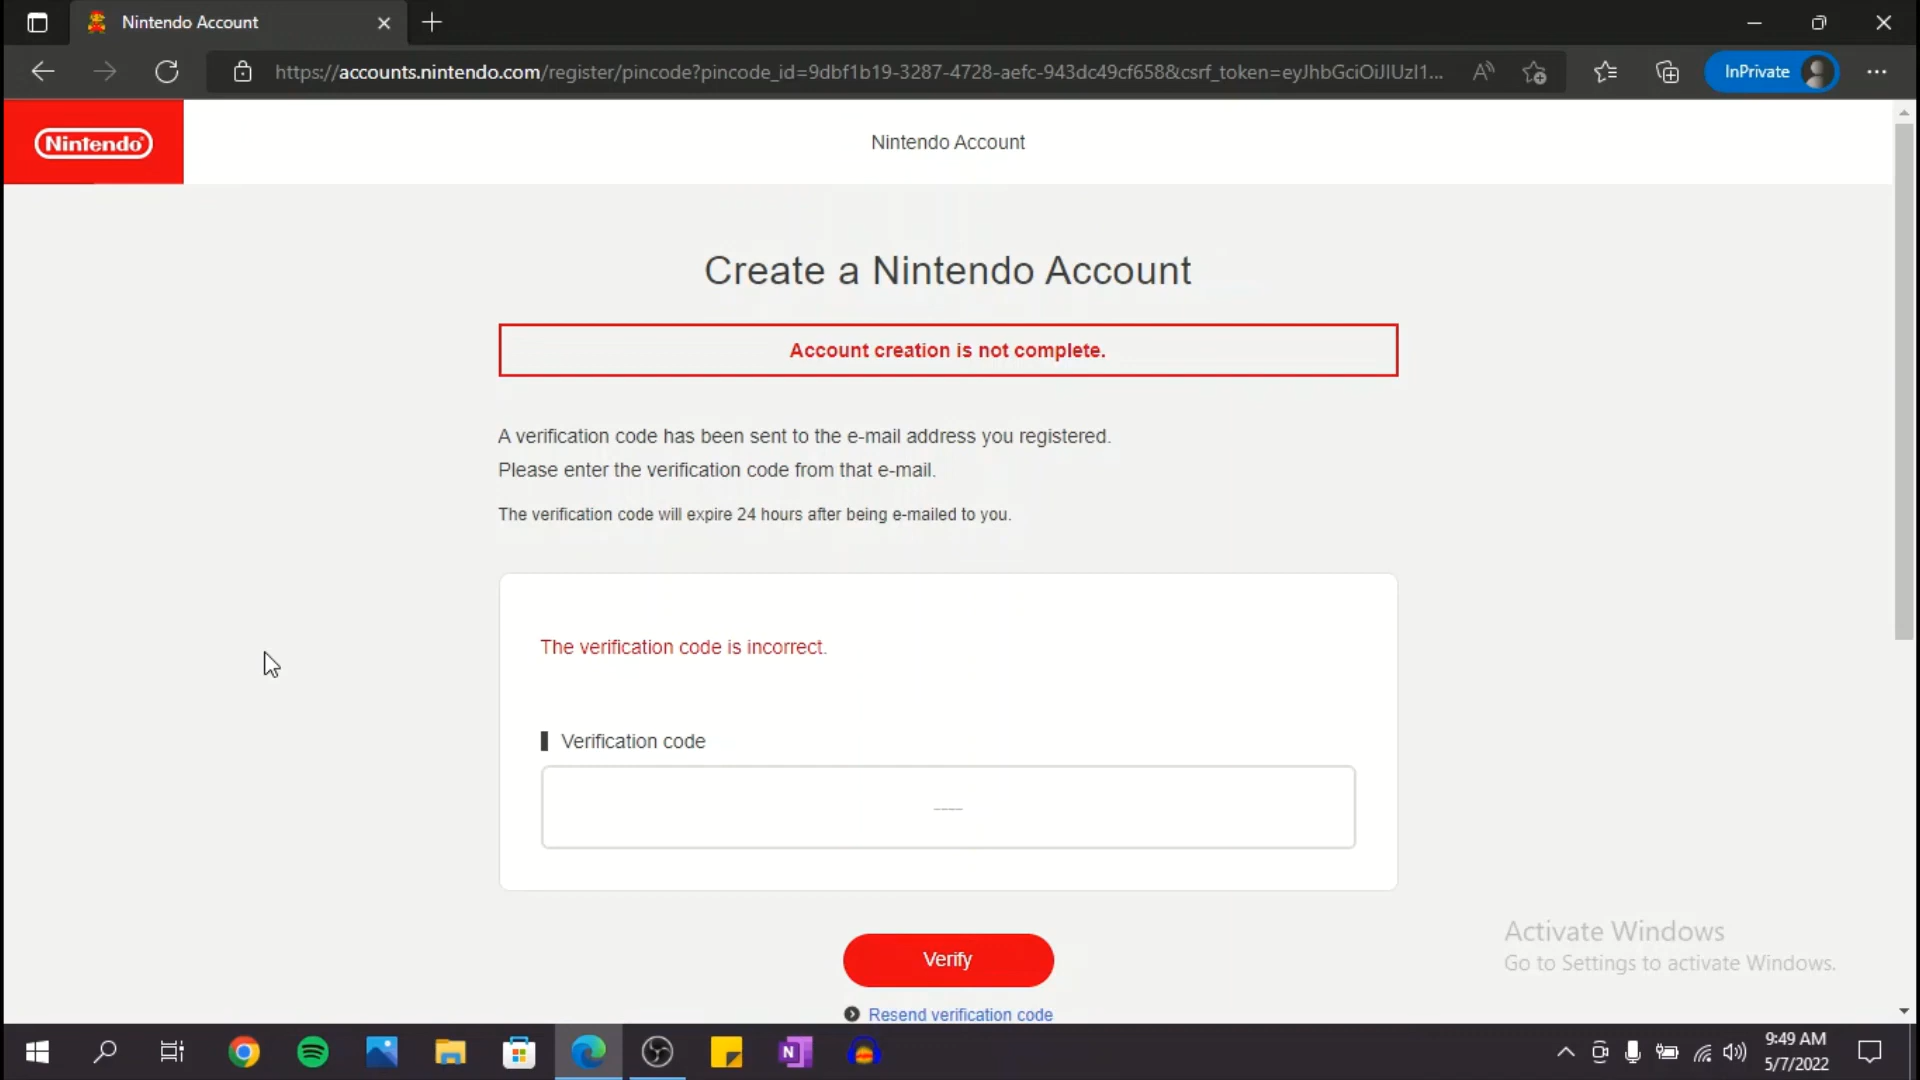 Nintendo Account
https://accounts.nintendo.com/register/pincode?pincode_id=9dbf1b19-3287-4728-aefc-943dc49cf658&csrf_token=eyJhbGciOiJIUzI1...
InPrivate
Nintendo
Nintendo Account
Create a Nintendo Account
Account creation is not complete.
A verification code has been sent to the e-mail address you registered.
Please enter the verification code from that e-mail.
The verification code will expire 24 hours after being e-mailed to you.
The verification code is incorrect.
Verification code
----
Verify
Resend verification code
Activate Windows
Go to Settings to activate Windows.
9:49 AM
5/7/2022